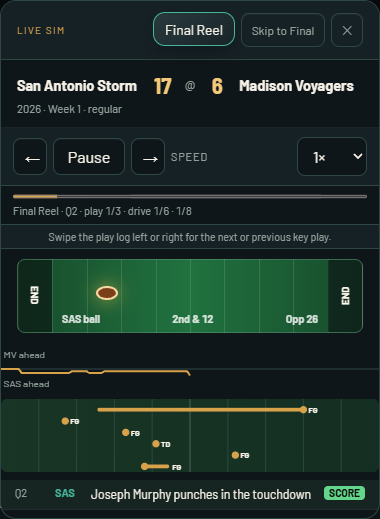 LIVE SIM
Final Reel
Skip to Final
×
San Antonio Storm 17 @ 6 Madison Voyagers
2026 · Week 1 · regular
← Pause → SPEED 1×
Final Reel · Q2 · play 1/3 · drive 1/6 · 1/8
Swipe the play log left or right for the next or previous key play.
END
END
SAS ball 2nd & 12 Opp 26
MV ahead
SAS ahead
FG
FG
FG
TD
FG
FG
Q2 SAS Joseph Murphy punches in the touchdown SCORE